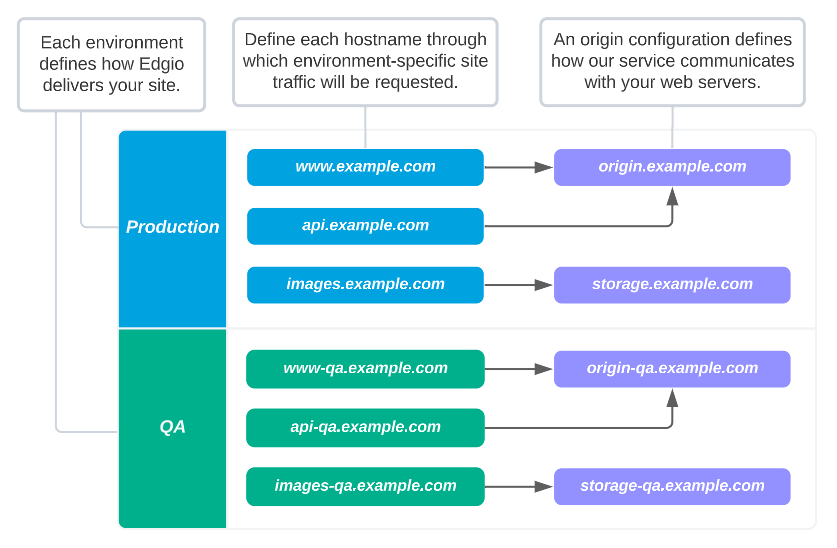 Each environment
defines how Edgio
delivers your site.
Define each hostname through
which environment-specific site
traffic will be requested.
An origin configuration defines
how our service communicates
with your web servers.
Production
www.example.com
origin.example.com
api.example.com
images.example.com
storage.example.com
QA
www-qa.example.com
origin-qa.example.com
api-qa.example.com
images-qa.example.com
storage-qa.example.com